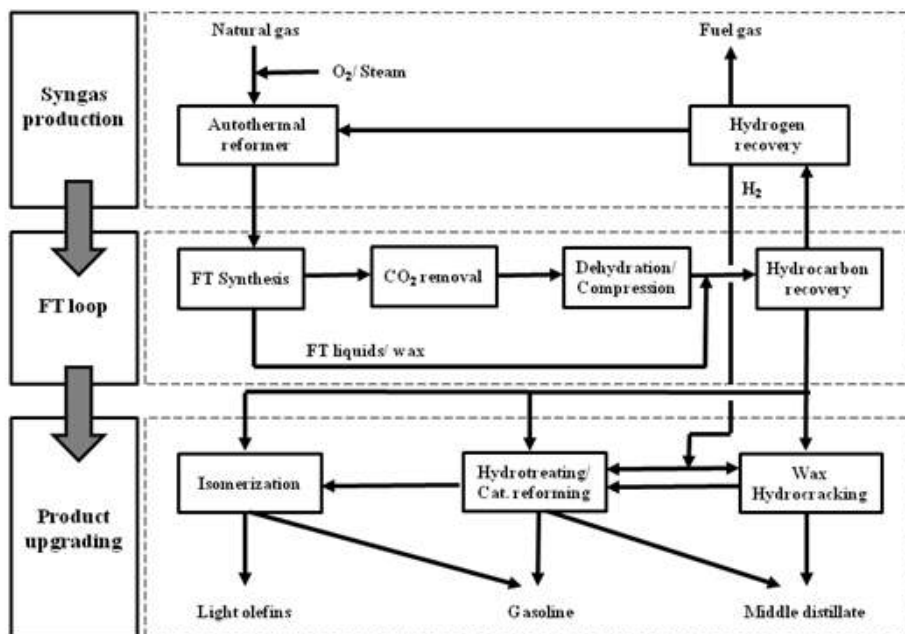 Syngas
production
Natural gas
Fuel gas
O₂/ Steam
Autothermal
reformer
Hydrogen
recovery
H₂
FT loop
FT Synthesis
CO₂ removal
Dehydration/
Compression
Hydrocarbon
recovery
FT liquids/ wax
Product
upgrading
Isomerization
Hydrotreating/
Cat. reforming
Wax
Hydrocracking
Light olefins
Gasoline
Middle distillate